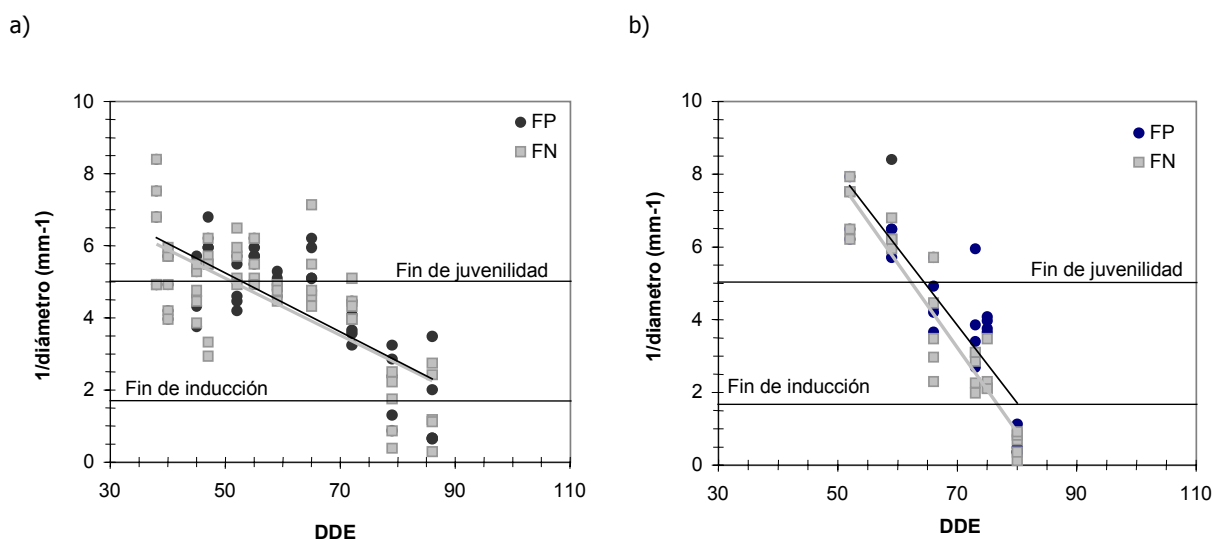 a)
10
8
6
4
2
0
1/diámetro (mm-1)
FP
FN
Fin de juvenilidad
Fin de inducción
30 50 70 90 110
DDE
b)
10
8
6
4
2
0
1/diametro (mm-1)
FP
FN
Fin de juvenilidad
Fin de inducción
30 50 70 90 110
DDE